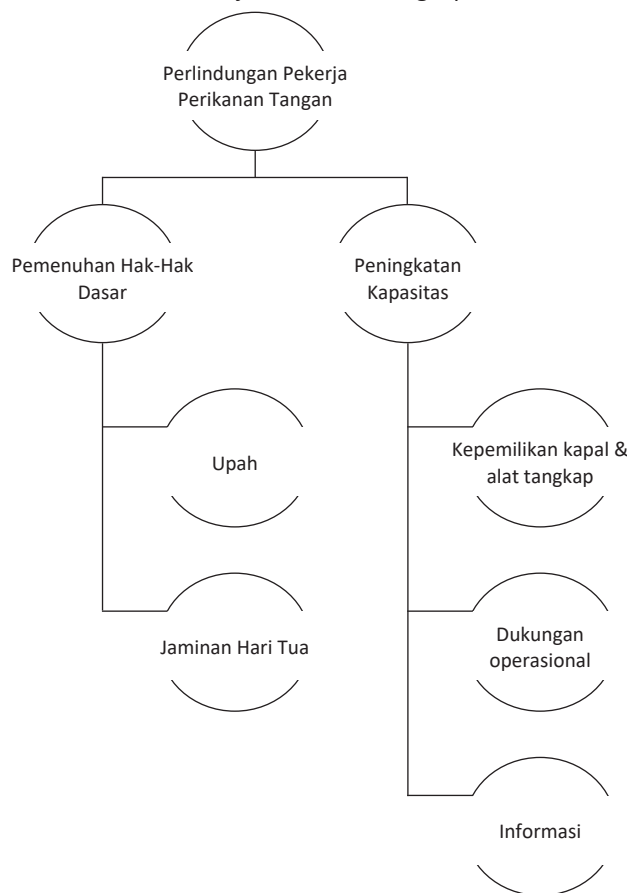 Perlindungan Pekerja
Perikanan Tangan
Pemenuhan Hak-Hak
Dasar
Peningkatan
Kapasitas
Upah
Kepemilikan kapal &
alat tangkap
Jaminan Hari Tua
Dukungan
operasional
Informasi